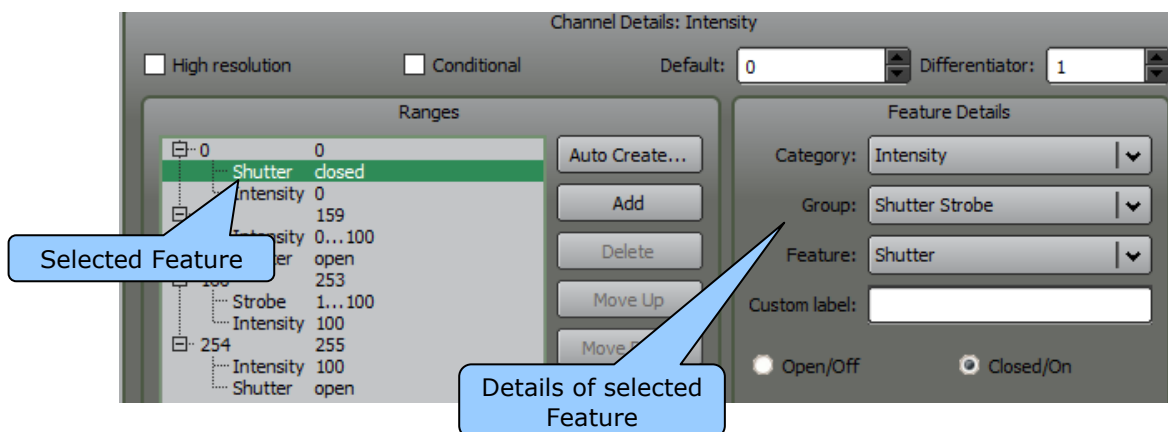 Channel Details: Intensity
High resolution Conditional Default: 0 Differentiator: 1
Ranges
0 0
Shutter closed
Intensity 0
159
0...100
open
253
Strobe 1...100
Intensity 100
254 255
Intensity 100
Shutter open
Auto Create...
Add
Delete
Move Up
Move
Feature Details
Category: Intensity
Group: Shutter Strobe
Feature: Shutter
Custom label:
Open/Off Closed/On
Selected Feature
Details of selected
Feature